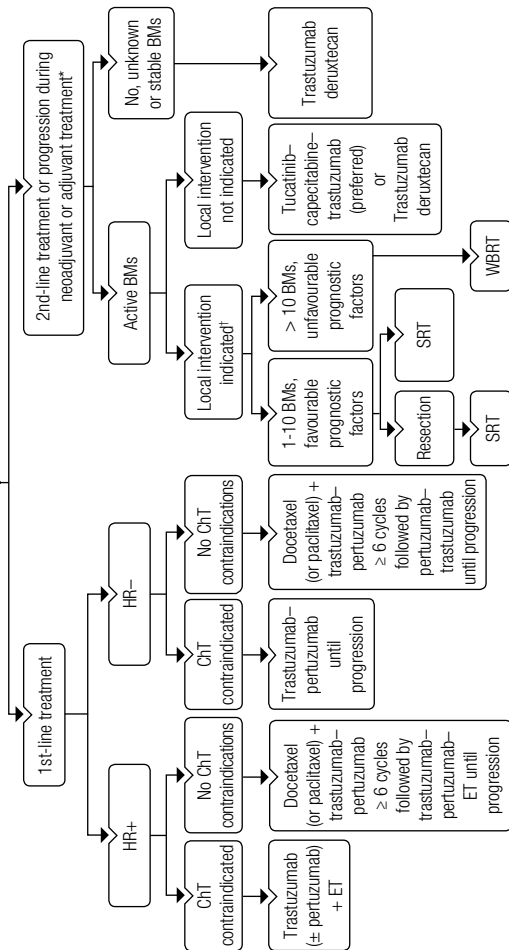 1st-line treatment
HR+
ChT
contraindicated
Trastuzumab
(± pertuzumab)
+ ET
No ChT
contraindications
Docetaxel
(or paclitaxel) +
trastuzumab–
pertuzumab
≥ 6 cycles
followed by
trastuzumab–
pertuzumab–
ET until
progression
HR–
ChT
contraindicated
Trastuzumab–
pertuzumab
until
progression
No ChT
contraindications
Docetaxel
(or paclitaxel) +
trastuzumab–
pertuzumab
≥ 6 cycles
followed by
pertuzumab–
trastuzumab
until progression
2nd-line treatment or progression during
neoadjuvant or adjuvant treatment*
Active BMs
Local intervention
indicated†
1-10 BMs,
favourable
prognostic
factors
Resection
SRT
SRT
> 10 BMs,
unfavourable
prognostic
factors
WBRT
Local intervention
not indicated
Tucatinib–
capecitabine–
trastuzumab
(preferred)
or
Trastuzumab
deruxtecan
No, unknown
or stable BMs
Trastuzumab
deruxtecan